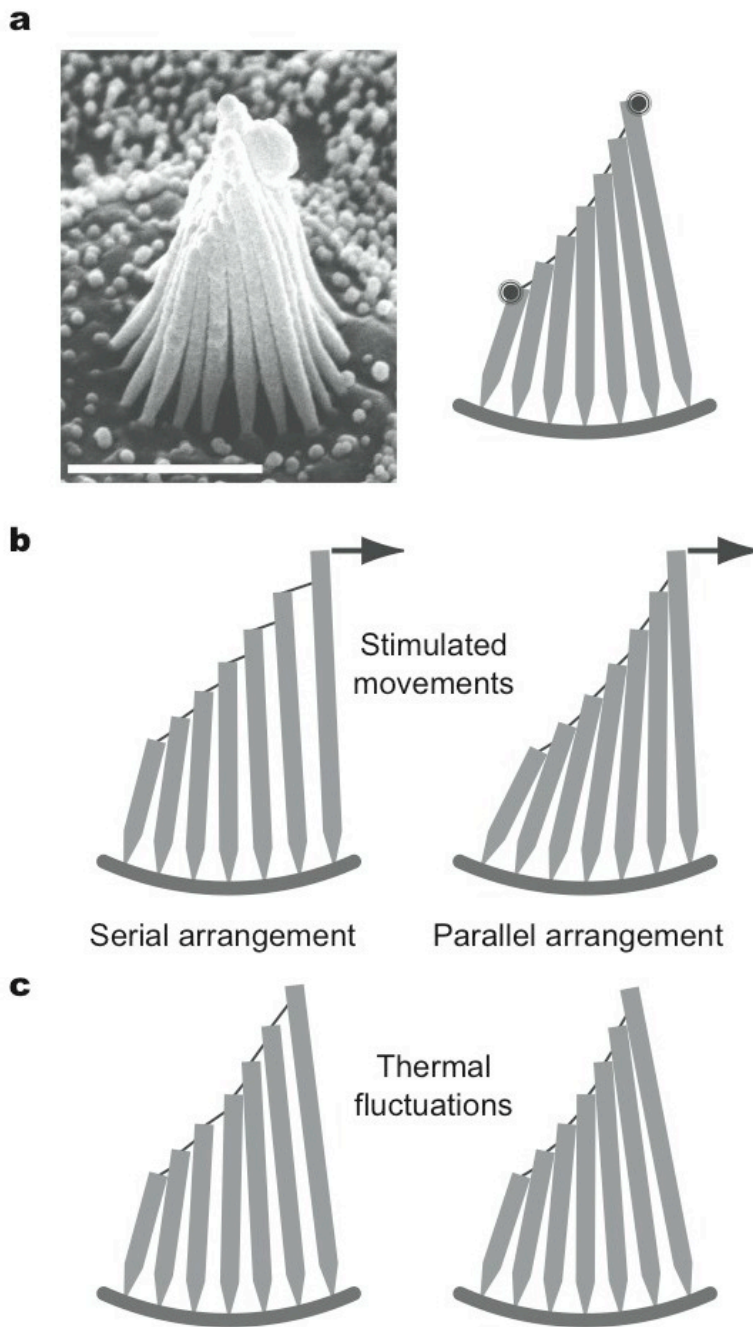 a
b
Stimulated
movements
Serial arrangement
Parallel arrangement
c
Thermal
fluctuations